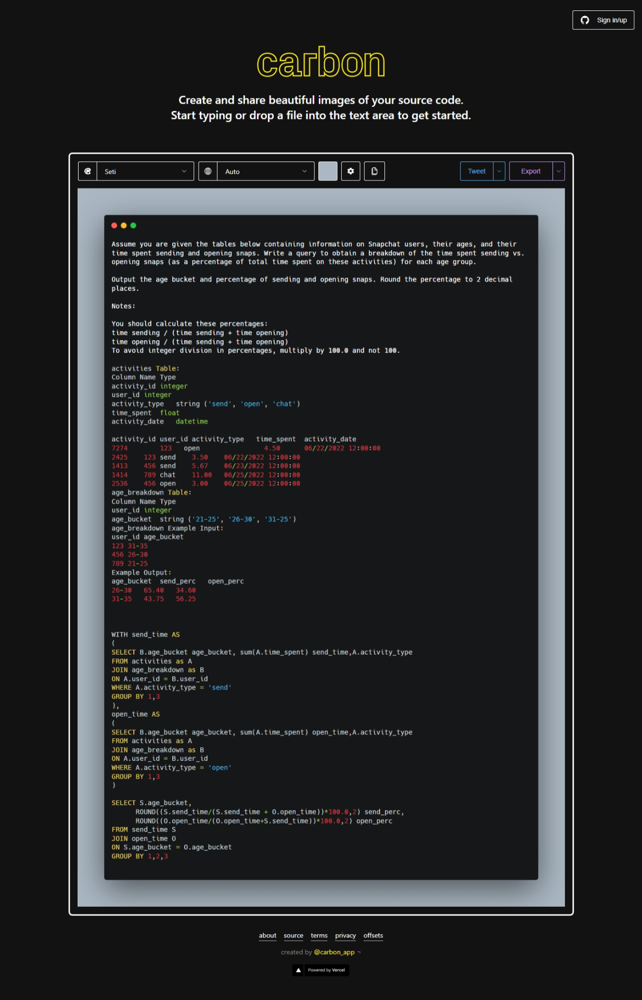 Sign in/up
carbon
Create and share beautiful images of your source code.
Start typing or drop a file into the text area to get started.
Seti
Auto
Tweet
Export
Assume you are given the tables below containing information on Snapchat users, their ages, and their
time spent sending and opening snaps. Write a query to obtain a breakdown of the time spent sending vs.
opening snaps (as a percentage of total time spent on these activities) for each age group.
Output the age bucket and percentage of sending and opening snaps. Round the percentage to 2 decimal
places.
Notes:
You should calculate these percentages:
time sending / (time sending + time opening)
time opening / (time sending + time opening)
To avoid integer division in percentages, multiply by 100.0 and not 100.
activities Table:
Column Name Type
activity_id integer
user_id integer
activity_type   string ('send', 'open', 'chat')
time_spent  float
activity_date   datetime
activity_id user_id activity_type   time_spent  activity_date
7274        123   open                4.50      06/22/2022 12:00:00
2425    123 send    3.50    06/22/2022 12:00:00
1413    456 send    5.67    06/23/2022 12:00:00
1414    789 chat    11.00   06/25/2022 12:00:00
2536    456 open    3.00    06/25/2022 12:00:00
age_breakdown Table:
Column Name Type
user_id integer
age_bucket  string ('21-25', '26-30', '31-25')
age_breakdown Example Input:
user_id age_bucket
123 31-35
456 26-30
789 21-25
Example Output:
age_bucket  send_perc   open_perc
26-30   65.40   34.60
31-35   43.75   56.25
WITH send_time AS
(
SELECT B.age_bucket age_bucket, sum(A.time_spent) send_time,A.activity_type
FROM activities as A
JOIN age_breakdown as B
ON A.user_id = B.user_id
WHERE A.activity_type = 'send'
GROUP BY 1,3
),
open_time AS
(
SELECT B.age_bucket age_bucket, sum(A.time_spent) open_time,A.activity_type
FROM activities as A
JOIN age_breakdown as B
ON A.user_id = B.user_id
WHERE A.activity_type = 'open'
GROUP BY 1,3
)
SELECT S.age_bucket,
      ROUND((S.send_time/(S.send_time + O.open_time))*100.0,2) send_perc,
      ROUND((O.open_time/(O.open_time+S.send_time))*100.0,2) open_perc
FROM send_time S
JOIN open_time O
ON S.age_bucket = O.age_bucket
GROUP BY 1,2,3
about source terms privacy offsets
created by @carbon_app ¬
Powered by Vercel